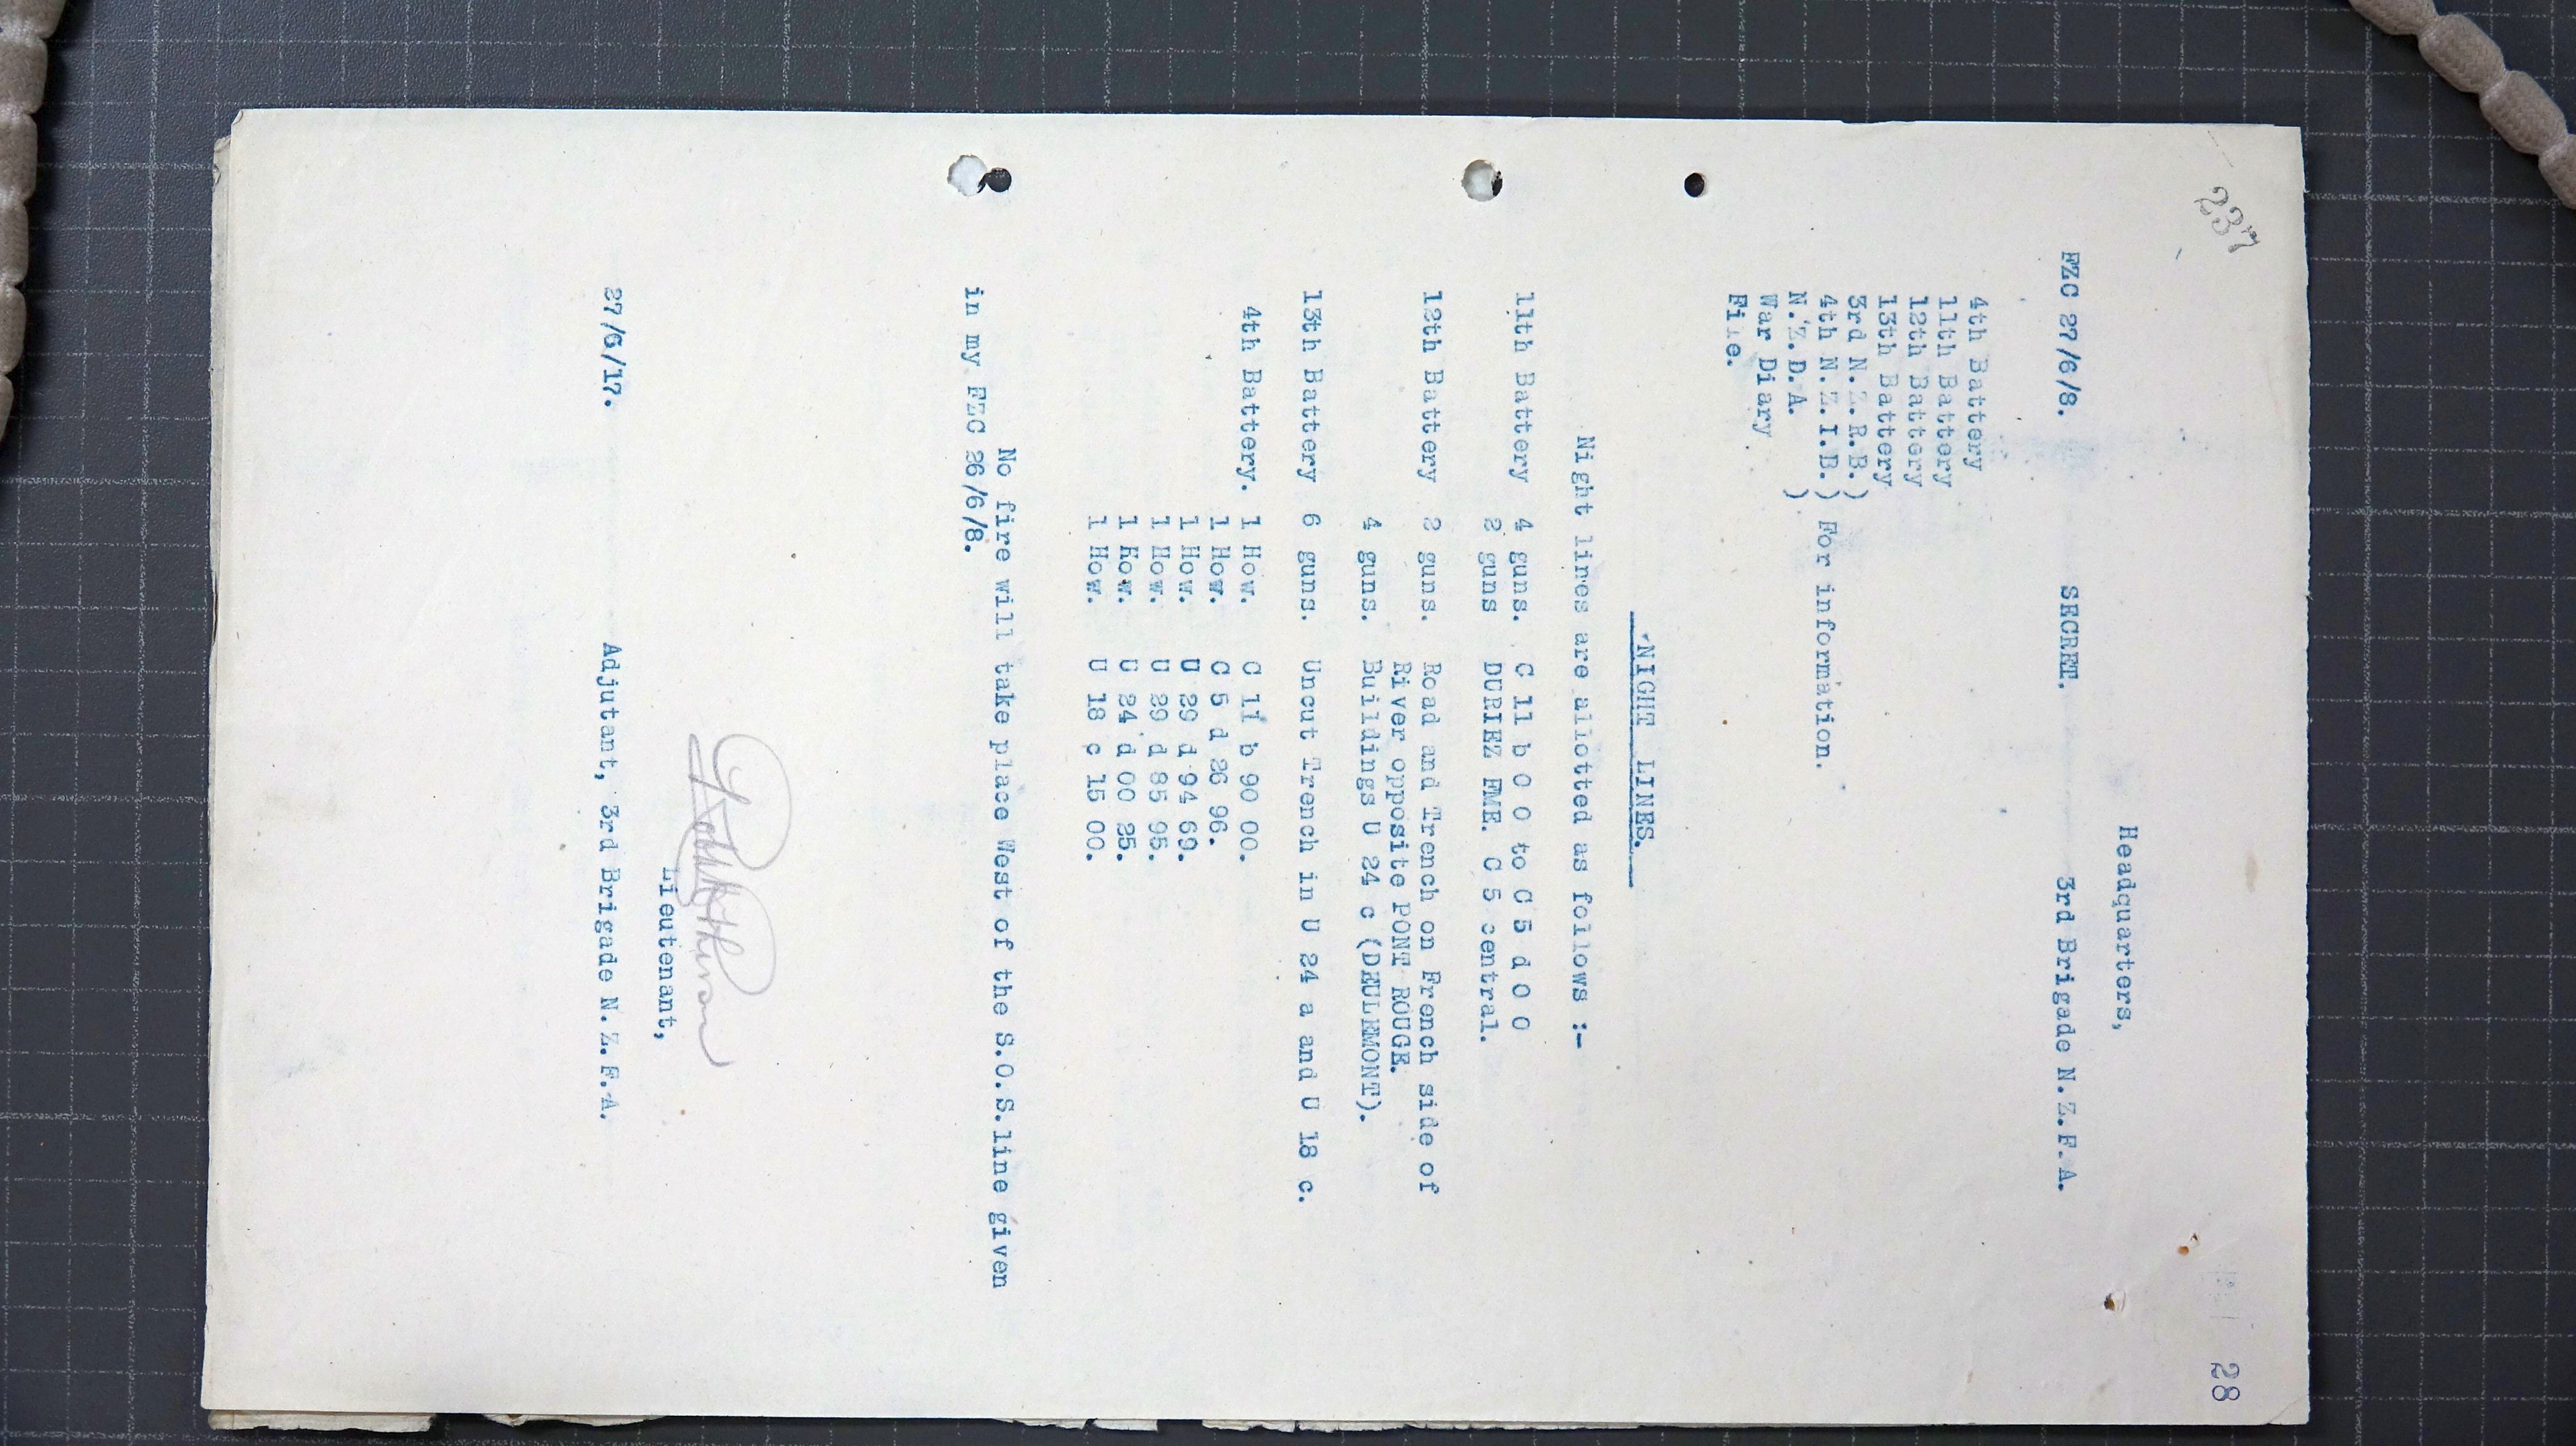 237
28
Headquarters,
FZC 27/6/8. SECRET. 3rd Brigade N.Z.F.A.
4th Battery
11th Battery
12th Battery
13th Battery
3rd N.Z.R.B.)
4th N.Z.I.B.) For information.
N.Z.D.A. )
War Diary
File.
NIGHT LINES.
Night lines are allotted as follows :-
11th Battery 4 guns. C 11 b 0 0 to C 5 d 0 0
2 guns DURIEZ FME. C 5 central.
12th Battery 2 guns. Road and Trench on French side of
River opposite PONT ROUGE.
4 guns. Buildings U 24 c (DEULEMONT).
13th Battery 6 guns. Uncut Trench in U 24 a and U 18 c.
4th Battery. 1 How. C 11 b 90 00.
1 How. C 5 d 26 96.
1 How. U 29 d 94 69.
1 How. U 29 d 85 95.
1 How. U 24 d 00 25.
1 How. U 18 c 15 00.
No fire will take place West of the S.O.S.line given
in my FZC 26/6/8.
Lieutenant,
27/6/17. Adjutant, 3rd Brigade N.Z.F.A.